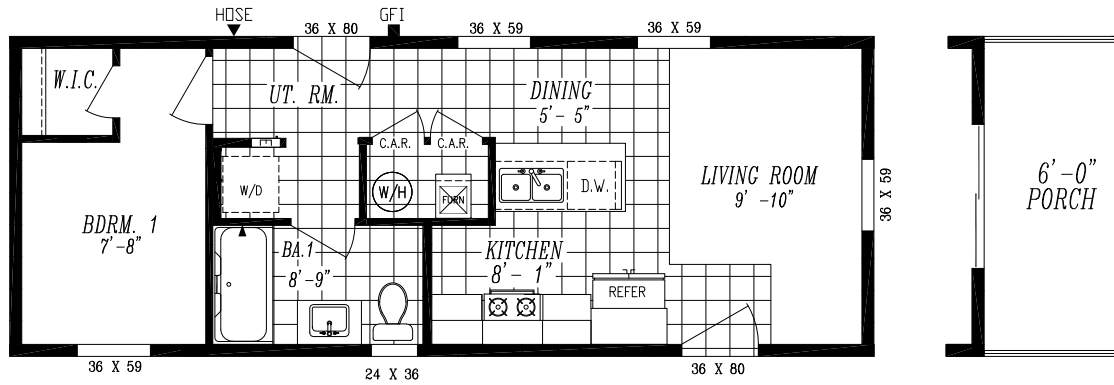 HOSE
GFI
36 X 80
36 X 59
36 X 59
W.I.C.
UT. RM.
DINING
5'- 5"
C.A.R.
C.A.R.
W/D
W/H
FURN
D.W.
LIVING ROOM
9' -10"
36 X 59
6'-0"
PORCH
BDRM. 1
7'-8"
BA.1
8'-9"
KITCHEN
8'- 1"
REFER
36 X 59
24 X 36
36 X 80